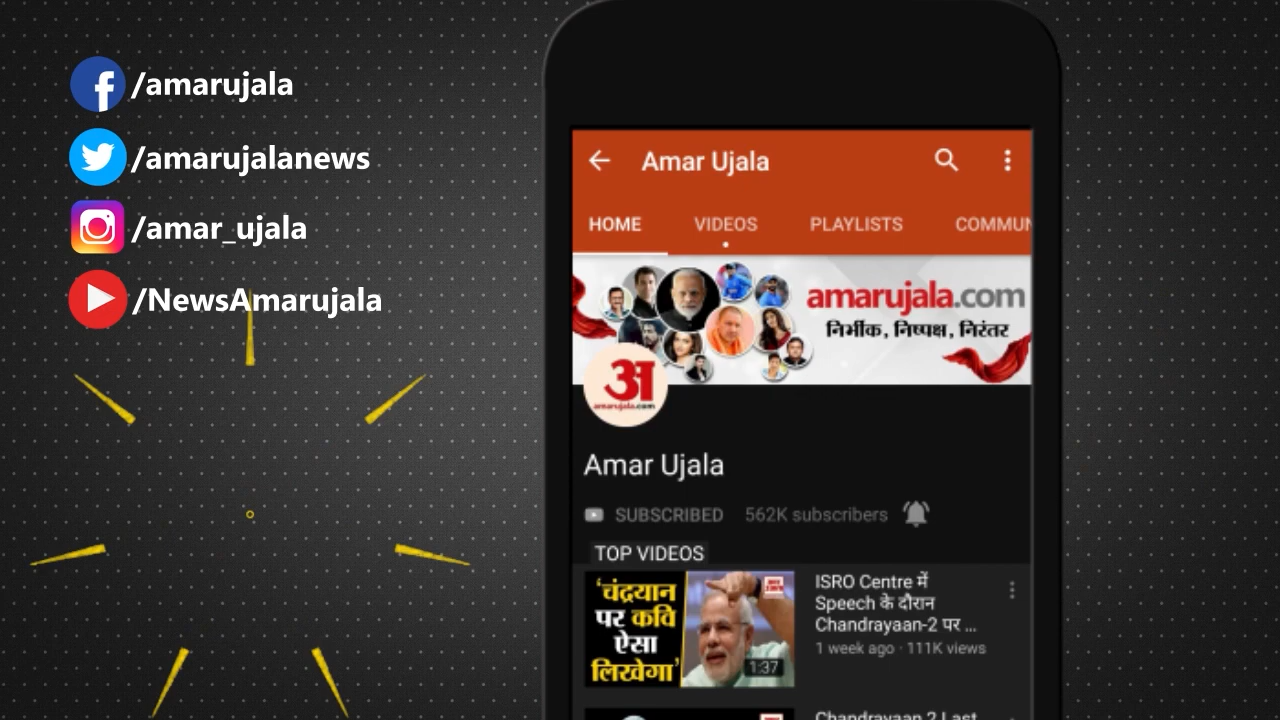 /amarujala
/amarujalanews
/amar_ujala
/NewsAmarujala
Amar Ujala
HOME VIDEOS PLAYLISTS COMMUN
amarujala.com
निर्भीक, निष्पक्ष, निरंतर
अ
amarujala.com
Amar Ujala
SUBSCRIBED 562K subscribers
TOP VIDEOS
'चंद्रयान
पर कवि
ऐसा
लिखेगा'
1:37
ISRO Centre में
Speech के दौरान
Chandrayaan-2 पर ...
1 week ago · 111K views
Chandrayaan 2 Last